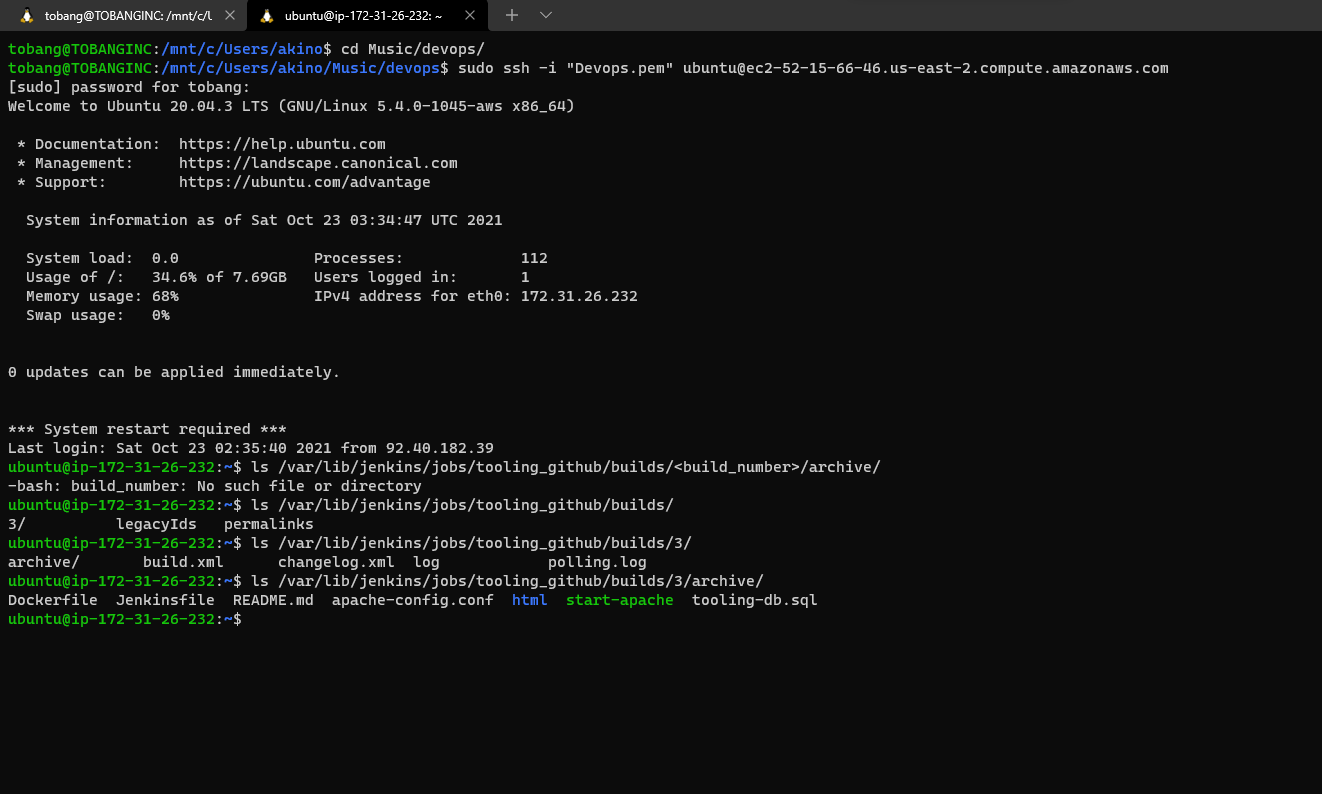 tobang@TOBANGINC: /mnt/c/l
ubuntu@ip-172-31-26-232: ~
tobang@TOBANGINC:/mnt/c/Users/akino$ cd Music/devops/
tobang@TOBANGINC:/mnt/c/Users/akino/Music/devops$ sudo ssh -i "Devops.pem" ubuntu@ec2-52-15-66-46.us-east-2.compute.amazonaws.com
[sudo] password for tobang:
Welcome to Ubuntu 20.04.3 LTS (GNU/Linux 5.4.0-1045-aws x86_64)
* Documentation:  https://help.ubuntu.com
* Management:     https://landscape.canonical.com
* Support:        https://ubuntu.com/advantage
System information as of Sat Oct 23 03:34:47 UTC 2021
System load:  0.0               Processes:             112
Usage of /:   34.6% of 7.69GB   Users logged in:       1
Memory usage: 68%               IPv4 address for eth0: 172.31.26.232
Swap usage:   0%
0 updates can be applied immediately.
*** System restart required ***
Last login: Sat Oct 23 02:35:40 2021 from 92.40.182.39
ubuntu@ip-172-31-26-232:~$ ls /var/lib/jenkins/jobs/tooling_github/builds/<build_number>/archive/
-bash: build_number: No such file or directory
ubuntu@ip-172-31-26-232:~$ ls /var/lib/jenkins/jobs/tooling_github/builds/
3/          legacyIds   permalinks
ubuntu@ip-172-31-26-232:~$ ls /var/lib/jenkins/jobs/tooling_github/builds/3/
archive/       build.xml      changelog.xml  log            polling.log
ubuntu@ip-172-31-26-232:~$ ls /var/lib/jenkins/jobs/tooling_github/builds/3/archive/
Dockerfile  Jenkinsfile  README.md  apache-config.conf  html  start-apache  tooling-db.sql
ubuntu@ip-172-31-26-232:~$